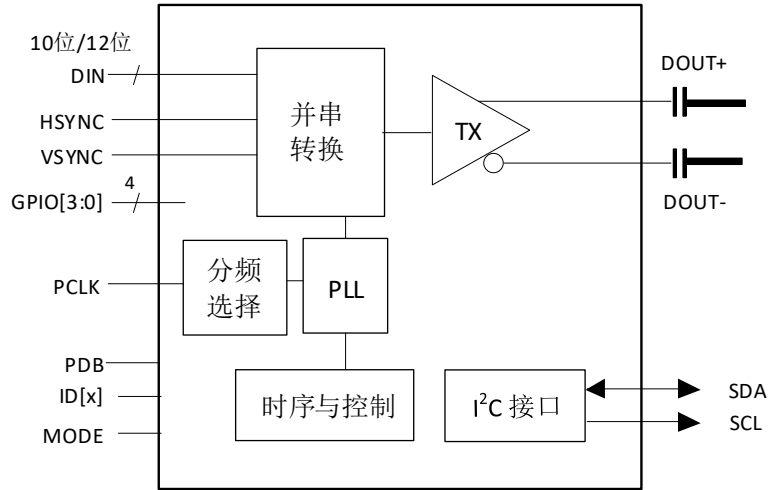 10位/12位
DIN
HSYNC
VSYNC
4
GPIO[3:0]
PCLK
PDB
ID[x]
MODE
并串
转换
TX
分频
选择
PLL
时序与控制
I²C 接口
DOUT+
DOUT-
SDA
SCL